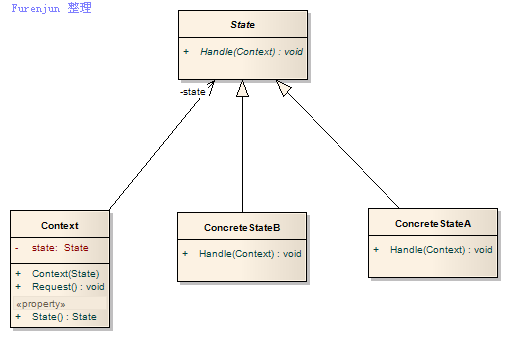 Furenjun 整理
State
+ Handle(Context) : void
-state
Context
- state: State
+ Context(State)
+ Request() : void
«property»
+ State() : State
ConcreteStateB
+ Handle(Context) : void
ConcreteStateA
+ Handle(Context) : void